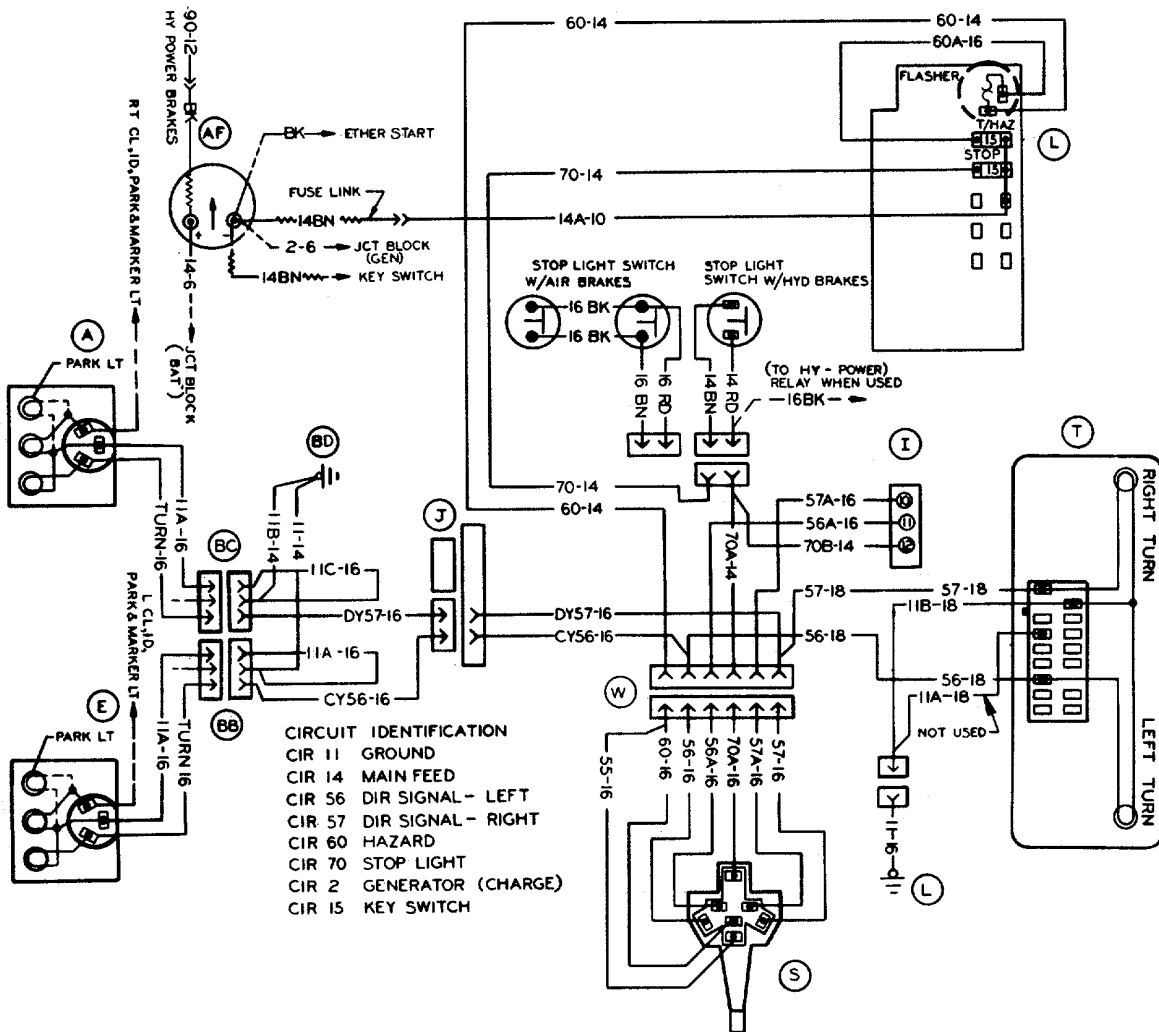 60-14
60-14
60A-16
90-12
HY POWER BRAKES
BK
FLASHER
T/HAZ
15
STOP
15
L
AF
BK
ETHER START
RT CL,ID,PARK&MARKER LT
FUSE LINK
70-14
14BN
14A-10
2-6
JCT BLOCK
(GEN)
14BN
KEY SWITCH
+
-
14-6
JCT BLOCK
(BAT)
STOP LIGHT SWITCH
W/AIR BRAKES
STOP LIGHT
SWITCH W/HYD BRAKES
16 BK
16 BK
16 BN
16 RD
14 BN
14 RD
(TO HY-POWER)
RELAY WHEN USED
16BK
A
PARK LT
BD
I
T
70-14
60-14
57A-16
10
56A-16
11
70B-14
12
70A-14
11A-16
TURN-16
BC
11B-14
11-14
11C-16
J
DY57-16
DY57-16
CY56-16
57-18
57-18
11B-18
56-18
56-18
11A-18
NOT USED
RIGHT TURN
LEFT TURN
L CL,ID,
PARK& MARKER LT
11A-16
CY56-16
BB
W
E
PARK LT
11A-16
TURN 16
CIRCUIT IDENTIFICATION
CIR 11 GROUND
CIR 14 MAIN FEED
CIR 56 DIR SIGNAL- LEFT
CIR 57 DIR SIGNAL- RIGHT
CIR 60 HAZARD
CIR 70 STOP LIGHT
CIR 2 GENERATOR (CHARGE)
CIR 15 KEY SWITCH
55-16
60-16
56-16
56A-16
70A-16
57A-16
57-16
11-16
L
S